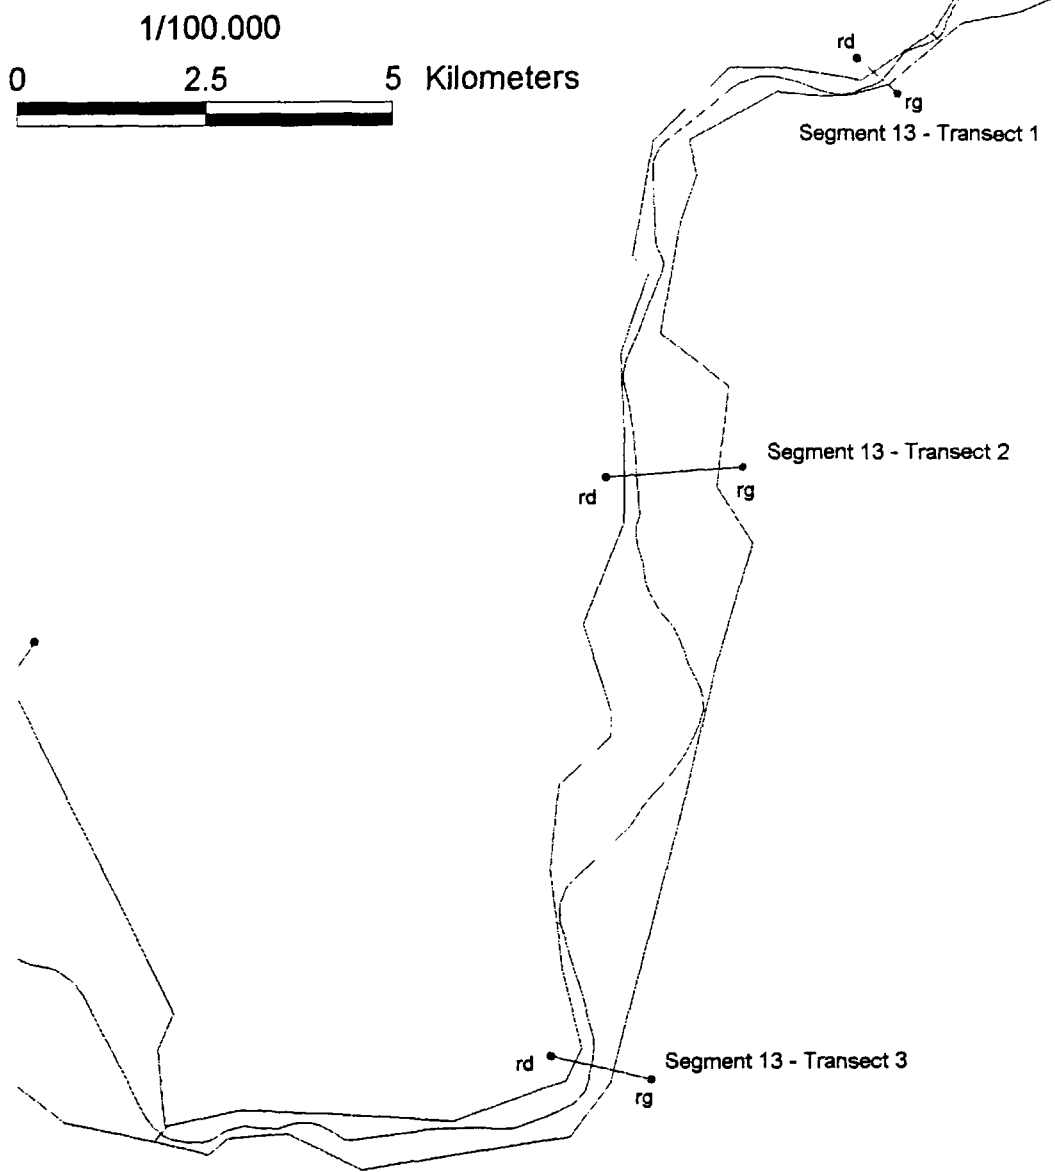 1/100.000
0 2.5 5 Kilometers
rd
rg
Segment 13 - Transect 1
Segment 13 - Transect 2
rd
rg
rd
Segment 13 - Transect 3
rg